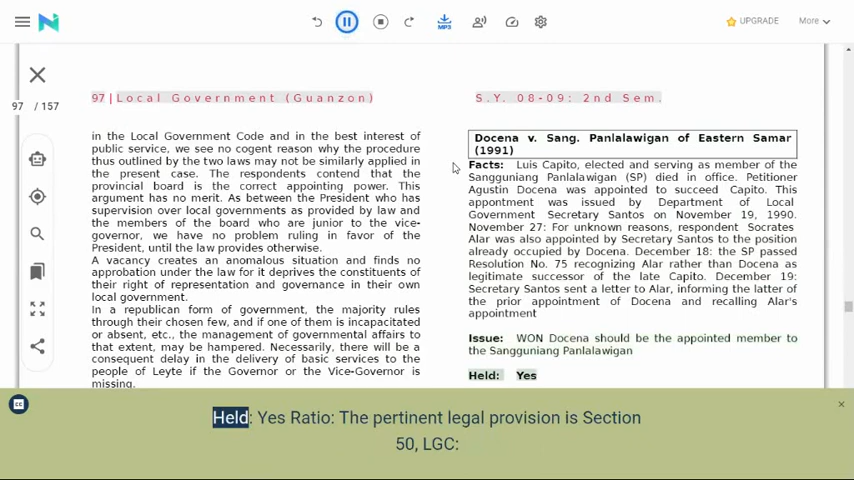 MP3
UPGRADE
More
97 / 157
97|Local Government (Guanzon)
S.Y. 08-09: 2nd Sem.
in the Local Government Code and in the best interest of
public service, we see no cogent reason why the procedure
thus outlined by the two laws may not be similarly applied in
the present case. The respondents contend that the
provincial board is the correct appointing power. This
argument has no merit. As between the President who has
supervision over local governments as provided by law and
the members of the board who are junior to the vice-
governor, we have no problem ruling in favor of the
President, until the law provides otherwise.
A vacancy creates an anomalous situation and finds no
approbation under the law for it deprives the constituents of
their right of representation and governance in their own
local government.
In a republican form of government, the majority rules
through their chosen few, and if one of them is incapacitated
or absent, etc., the management of governmental affairs to
that extent, may be hampered. Necessarily, there will be a
consequent delay in the delivery of basic services to the
people of Leyte if the Governor or the Vice-Governor is
missing.
Docena v. Sang. Panlalawigan of Eastern Samar
(1991)
Facts: Luis Capito, elected and serving as member of the
Sangguniang Panlalawigan (SP) died in office. Petitioner
Agustin Docena was appointed to succeed Capito. This
appointment was issued by Department of Local
Government Secretary Santos on November 19, 1990.
November 27: For unknown reasons, respondent Socrates
Alar was also appointed by Secretary Santos to the position
already occupied by Docena. December 18: the SP passed
Resolution No. 75 recognizing Alar rather than Docena as
legitimate successor of the late Capito. December 19:
Secretary Santos sent a letter to Alar, informing the latter of
the prior appointment of Docena and recalling Alar's
appointment
Issue: WON Docena should be the appointed member to
the Sangguniang Panlalawigan
Held: Yes
Held: Yes Ratio: The pertinent legal provision is Section
50, LGC: